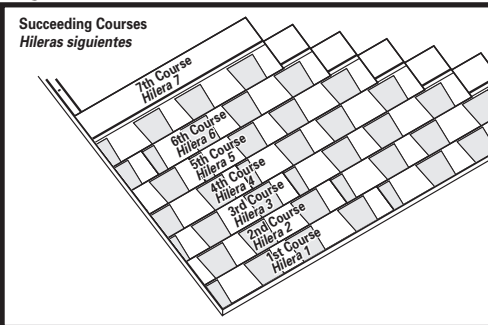 Succeeding Courses
Hileras siguientes
7th Course
Hilera 7
6th Course
Hilera 6
5th Course
Hilera 5
4th Course
Hilera 4
3rd Course
Hilera 3
2nd Course
Hilera 2
1st Course
Hilera 1